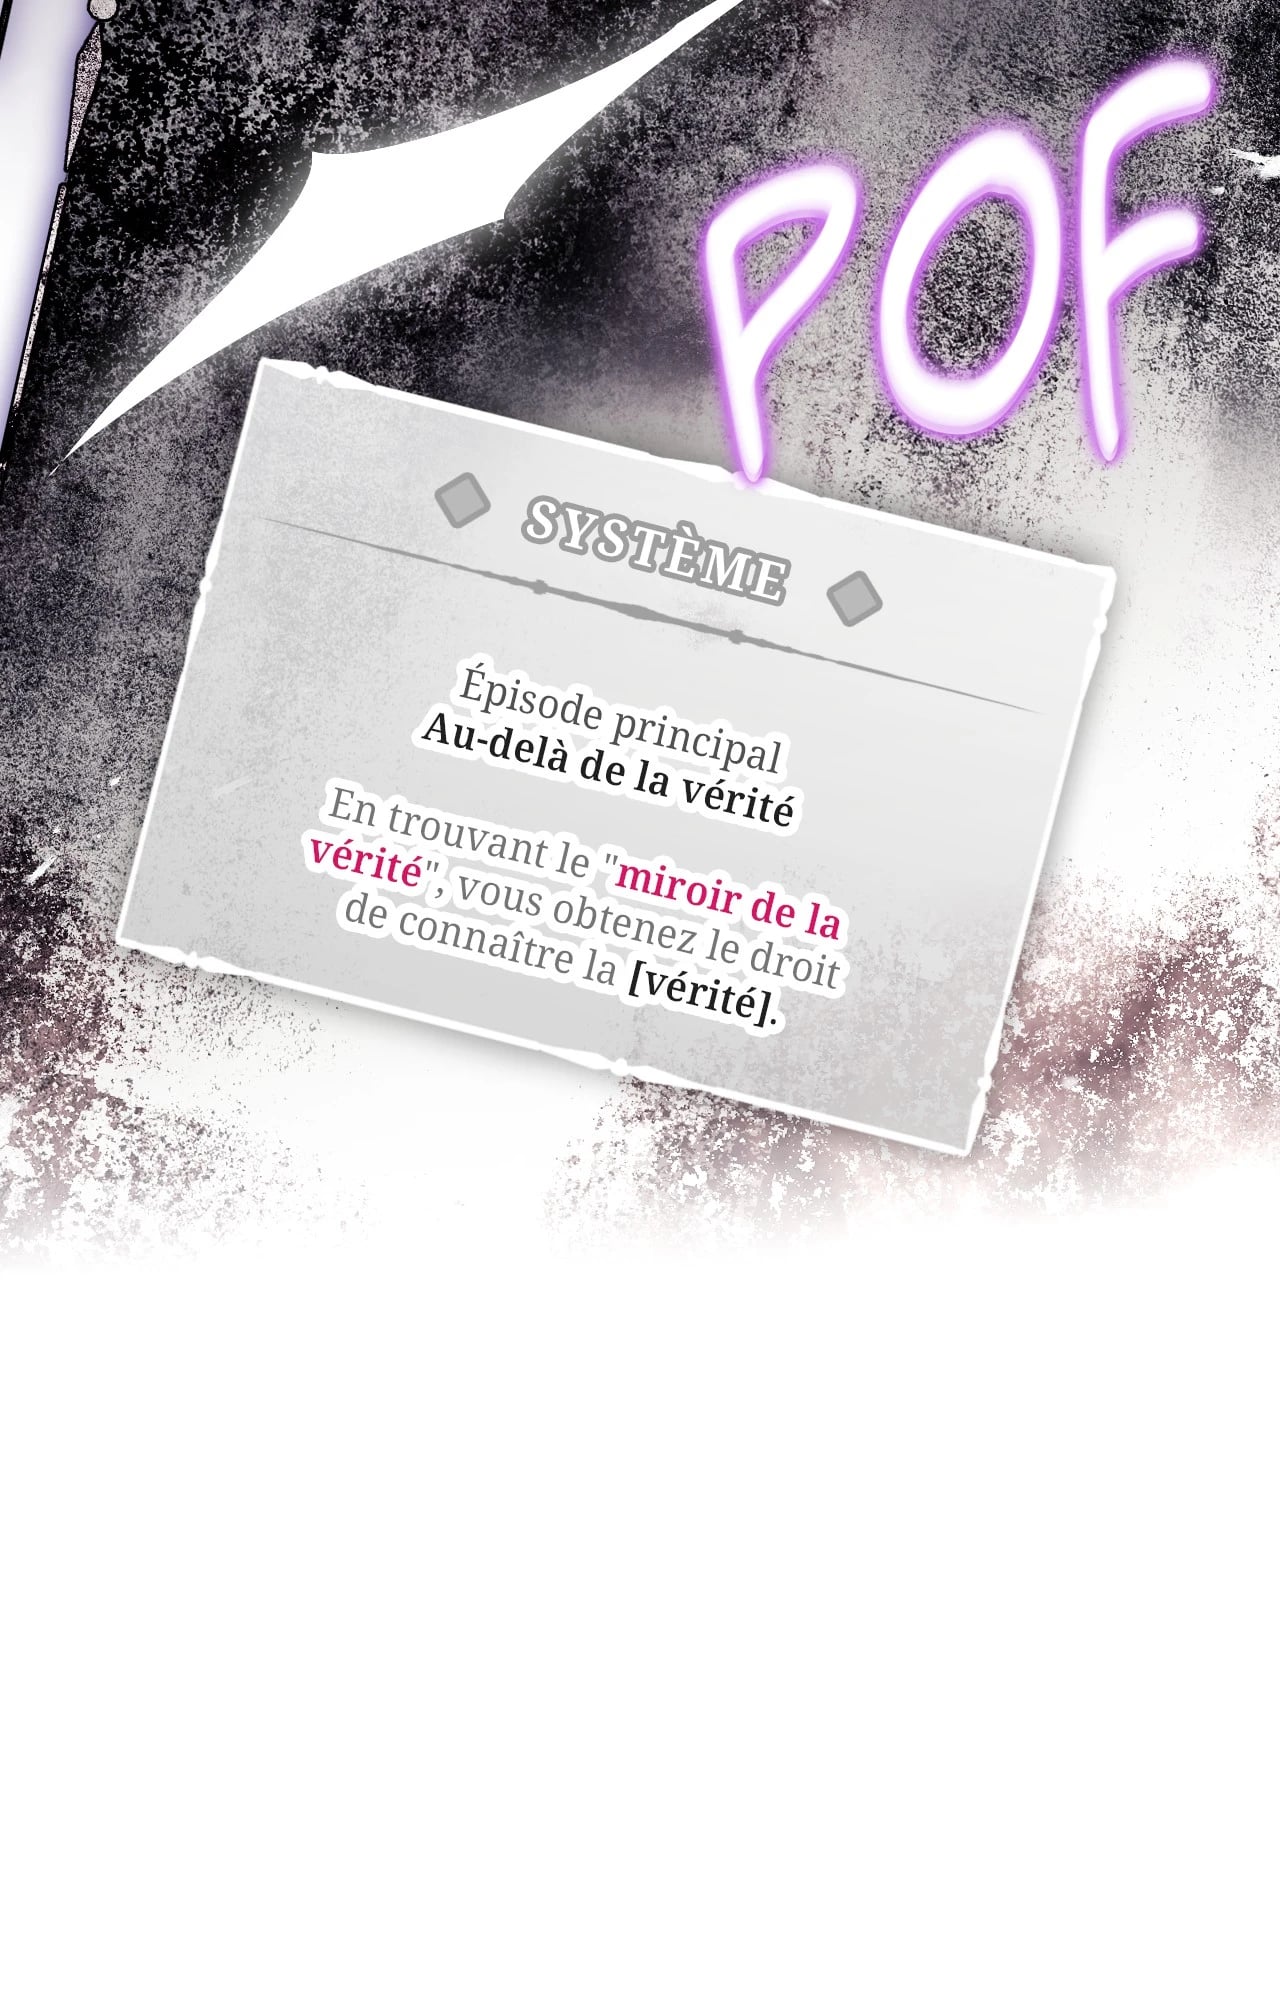 POF
SYSTÈME
Épisode principal
Au-delà de la vérité
En trouvant le "miroir de la
vérité", vous obtenez le droit
de connaître la [vérité].